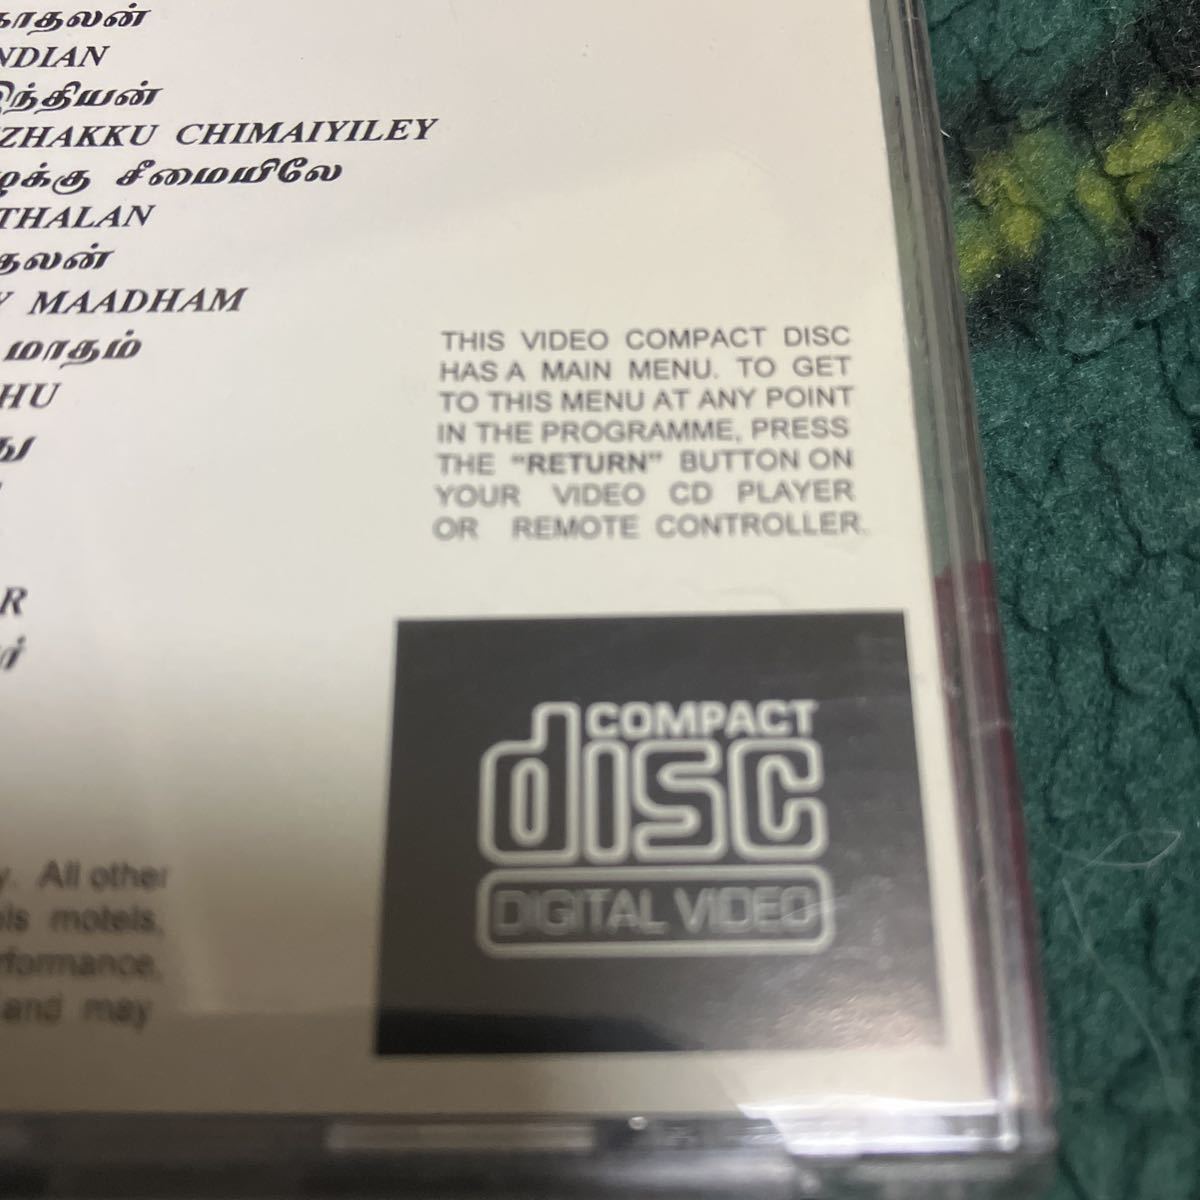 காதலன்
NDIAN
இந்தியன்
ZHAKKU CHIMAIYILEY
ழக்கு சீமையிலே
THALAN
தலன்
Y MAADHAM
மாதம்
HU
து
R
ர்
THIS VIDEO COMPACT DISC
HAS A MAIN MENU. TO GET
TO THIS MENU AT ANY POINT
IN THE PROGRAMME, PRESS
THE "RETURN" BUTTON ON
YOUR VIDEO CD PLAYER
OR REMOTE CONTROLLER.
COMPACT
disc
DIGITAL VIDEO
y. All other
ls motels,
rformance,
and may